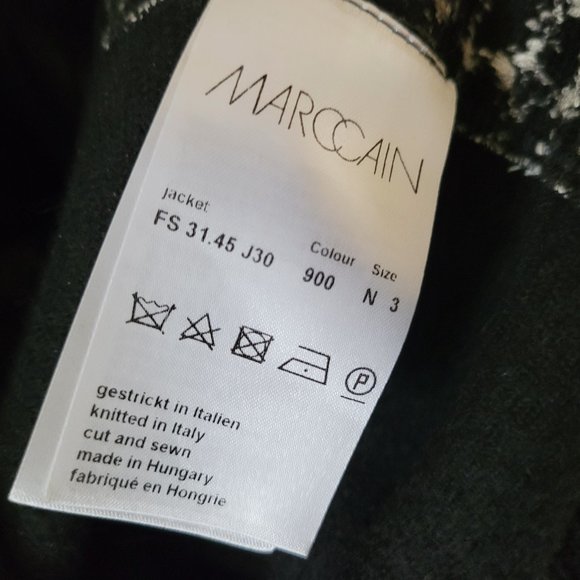 MARCCAIN
Jacket Colour Size
FS 31.45 J30 900 N 3
P
gestrickt in Italien
knitted in Italy
cut and sewn
made in Hungary
fabriqué en Hongrie